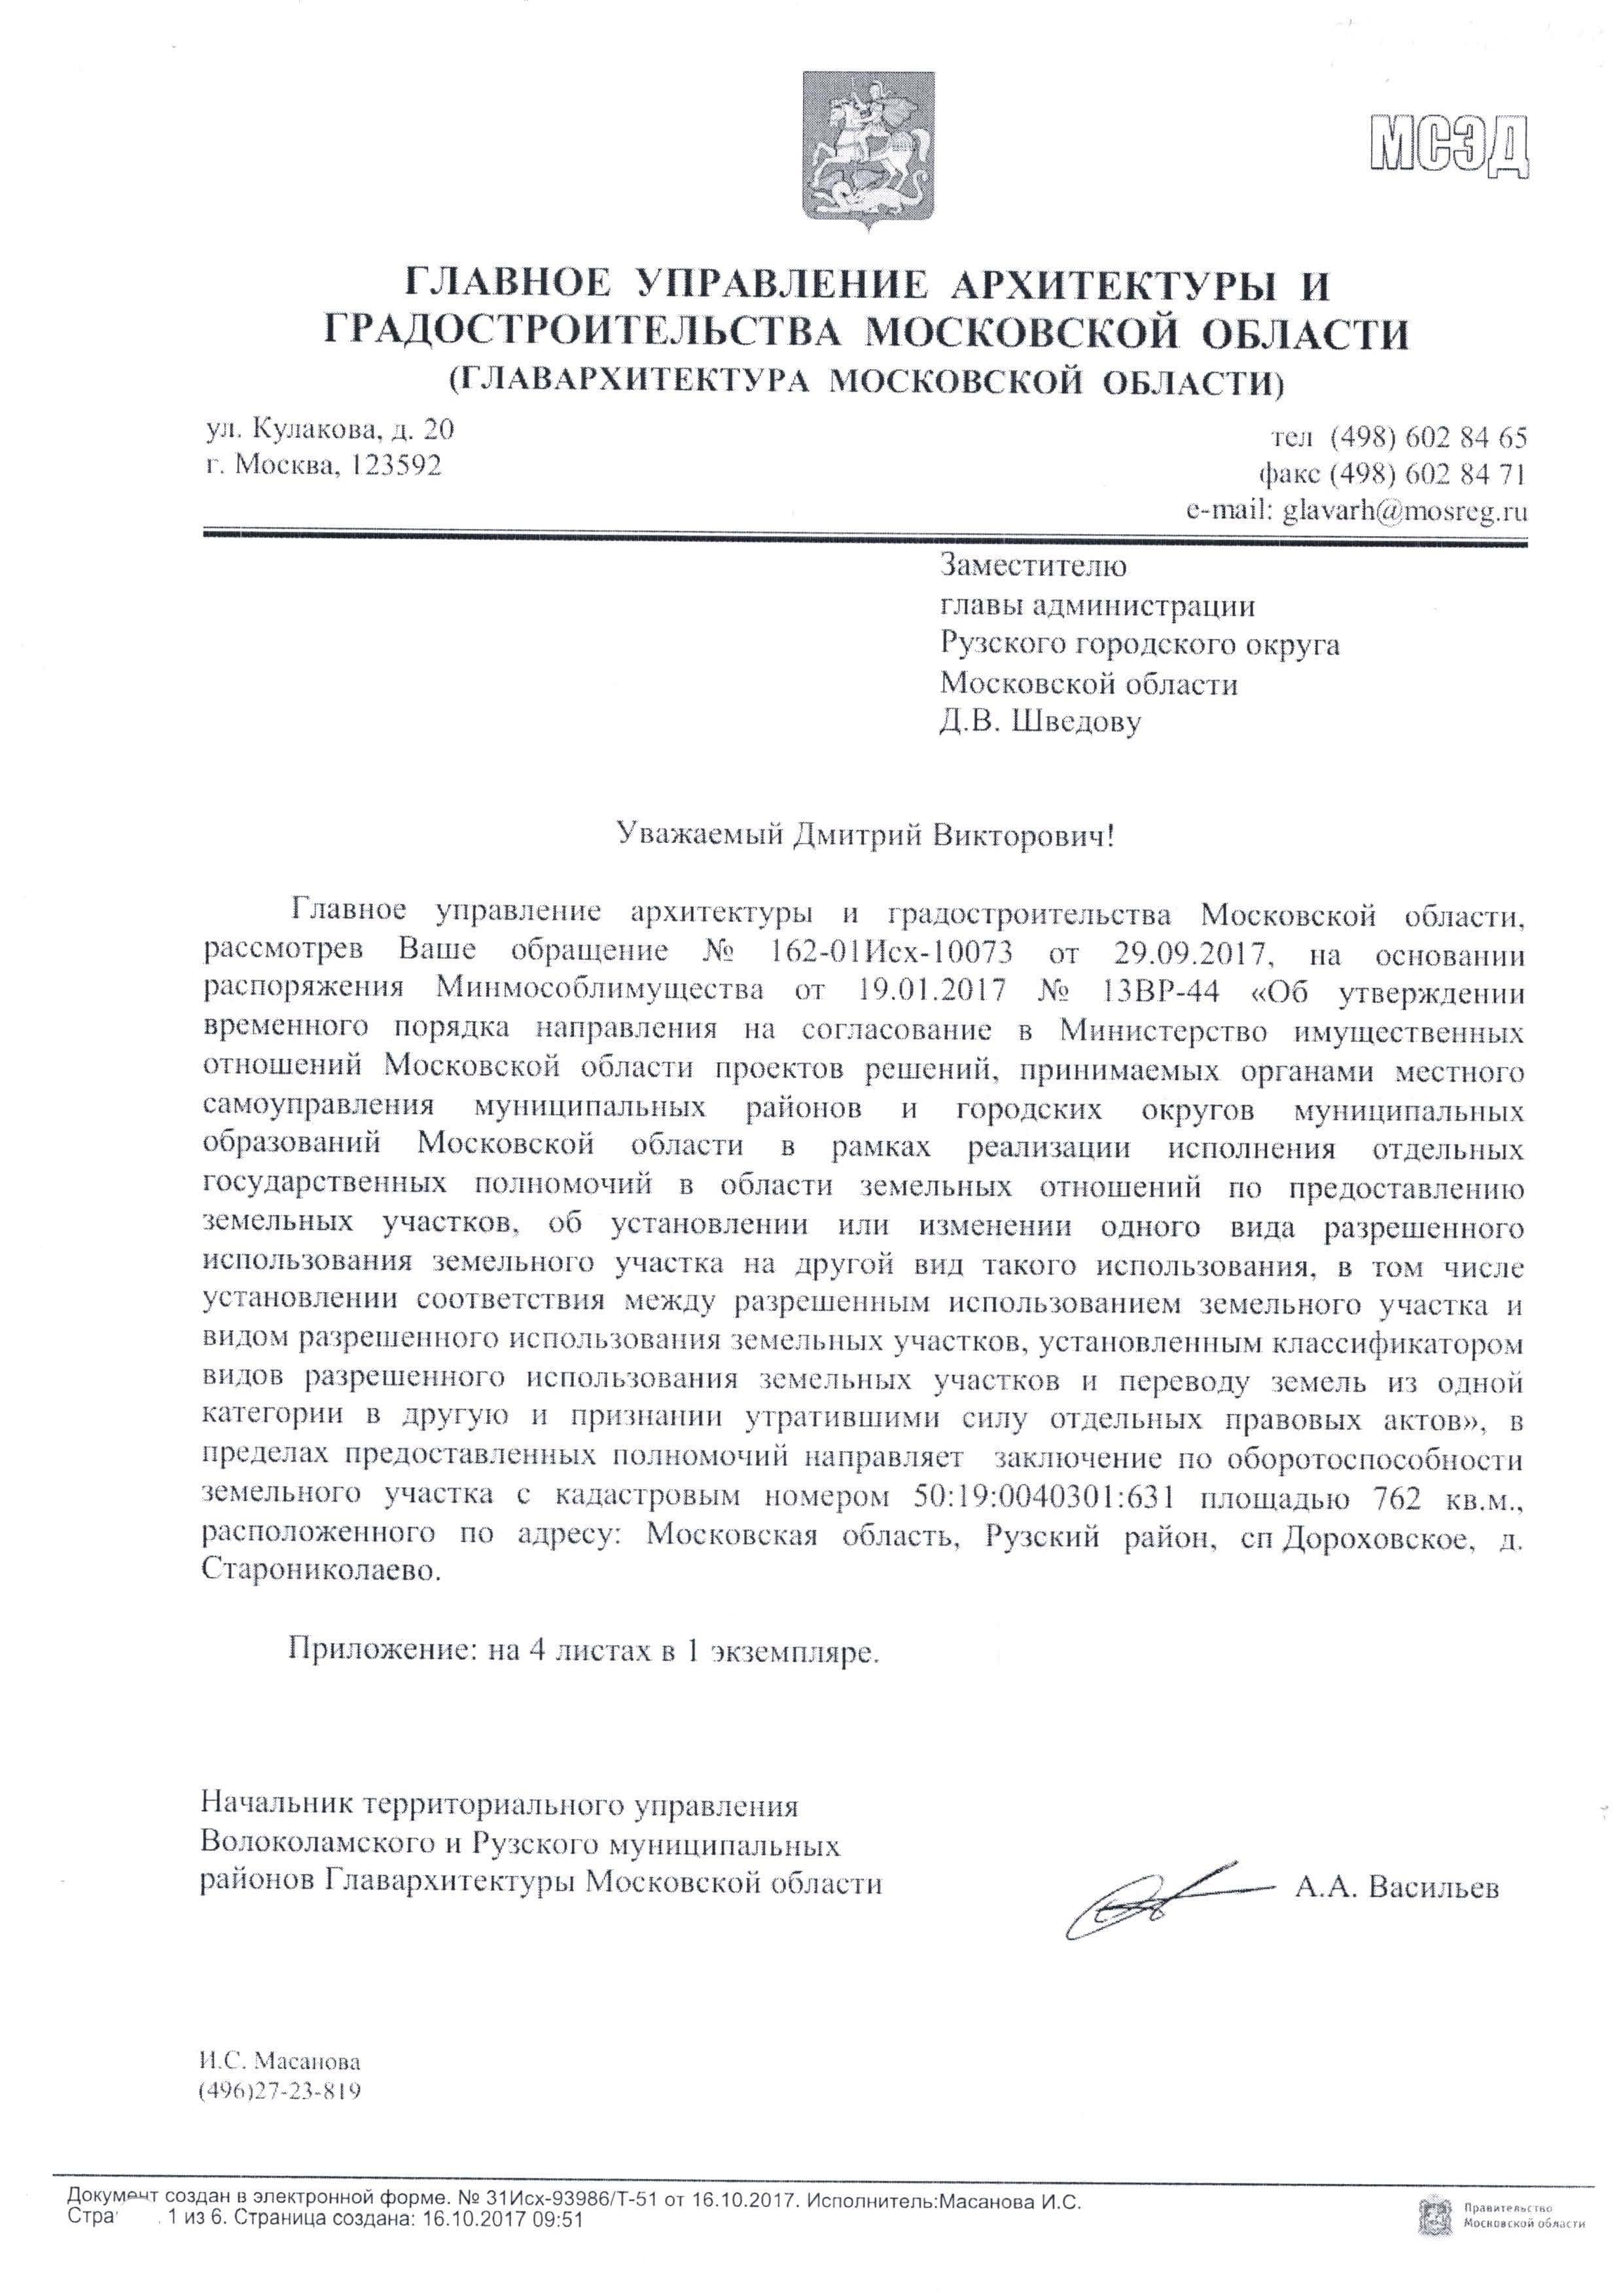 МСЭД
ГЛАВНОЕ УПРАВЛЕНИЕ АРХИТЕКТУРЫ И
ГРАДОСТРОИТЕЛЬСТВА МОСКОВСКОЙ ОБЛАСТИ
(ГЛАВАРХИТЕКТУРА МОСКОВСКОЙ ОБЛАСТИ)
ул. Кулакова, д. 20
г. Москва, 123592
тел (498) 602 84 65
факс (498) 602 84 71
e-mail: glavarh@mosreg.ru
Заместителю
главы администрации
Рузского городского округа
Московской области
Д.В. Шведову
Уважаемый Дмитрий Викторович!
Главное управление архитектуры и градостроительства Московской области,
рассмотрев Ваше обращение № 162-01Исх-10073 от 29.09.2017, на основании
распоряжения Минмособлимущества от 19.01.2017 № 13ВР-44 «Об утверждении
временного порядка направления на согласование в Министерство имущественных
отношений Московской области проектов решений, принимаемых органами местного
самоуправления муниципальных районов и городских округов муниципальных
образований Московской области в рамках реализации исполнения отдельных
государственных полномочий в области земельных отношений по предоставлению
земельных участков, об установлении или изменении одного вида разрешенного
использования земельного участка на другой вид такого использования, в том числе
установлении соответствия между разрешенным использованием земельного участка и
видом разрешенного использования земельных участков, установленным классификатором
видов разрешенного использования земельных участков и переводу земель из одной
категории в другую и признании утратившими силу отдельных правовых актов», в
пределах предоставленных полномочий направляет заключение по оборотоспособности
земельного участка с кадастровым номером 50:19:0040301:631 площадью 762 кв.м.,
расположенного по адресу: Московская область, Рузский район, сп Дороховское, д.
Старониколаево.
Приложение: на 4 листах в 1 экземпляре.
Начальник территориального управления
Волоколамского и Рузского муниципальных
районов Главархитектуры Московской области
А.А. Васильев
И.С. Масанова
(496)27-23-819
Документ создан в электронной форме. № 31Исх-93986/Т-51 от 16.10.2017. Исполнитель:Масанова И.С.
1 из 6. Страница создана: 16.10.2017 09:51
Правительство
Московской области